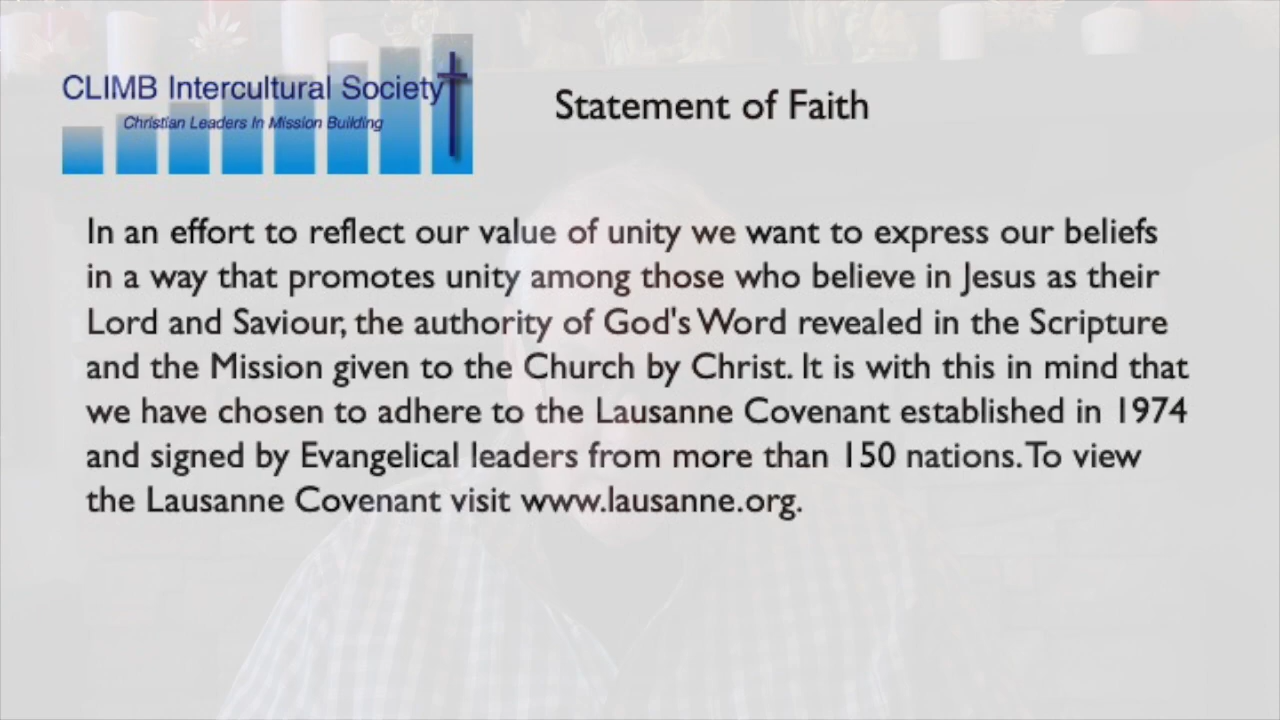 CLIMB Intercultural Society
Christian Leaders In Mission Building
Statement of Faith
In an effort to reflect our value of unity we want to express our beliefs
in a way that promotes unity among those who believe in Jesus as their
Lord and Saviour, the authority of God's Word revealed in the Scripture
and the Mission given to the Church by Christ. It is with this in mind that
we have chosen to adhere to the Lausanne Covenant established in 1974
and signed by Evangelical leaders from more than 150 nations. To view
the Lausanne Covenant visit www.lausanne.org.